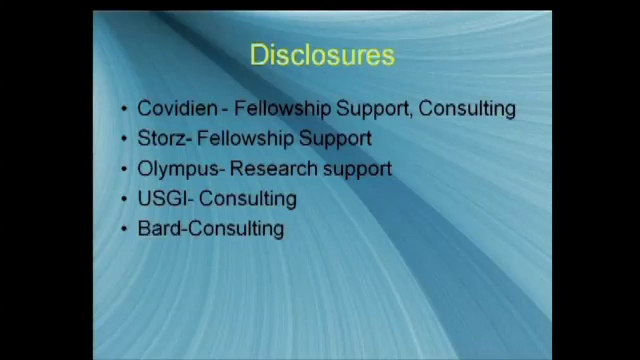 Disclosures
• Covidien - Fellowship Support, Consulting
• Storz- Fellowship Support
• Olympus- Research support
• USGI- Consulting
• Bard-Consulting